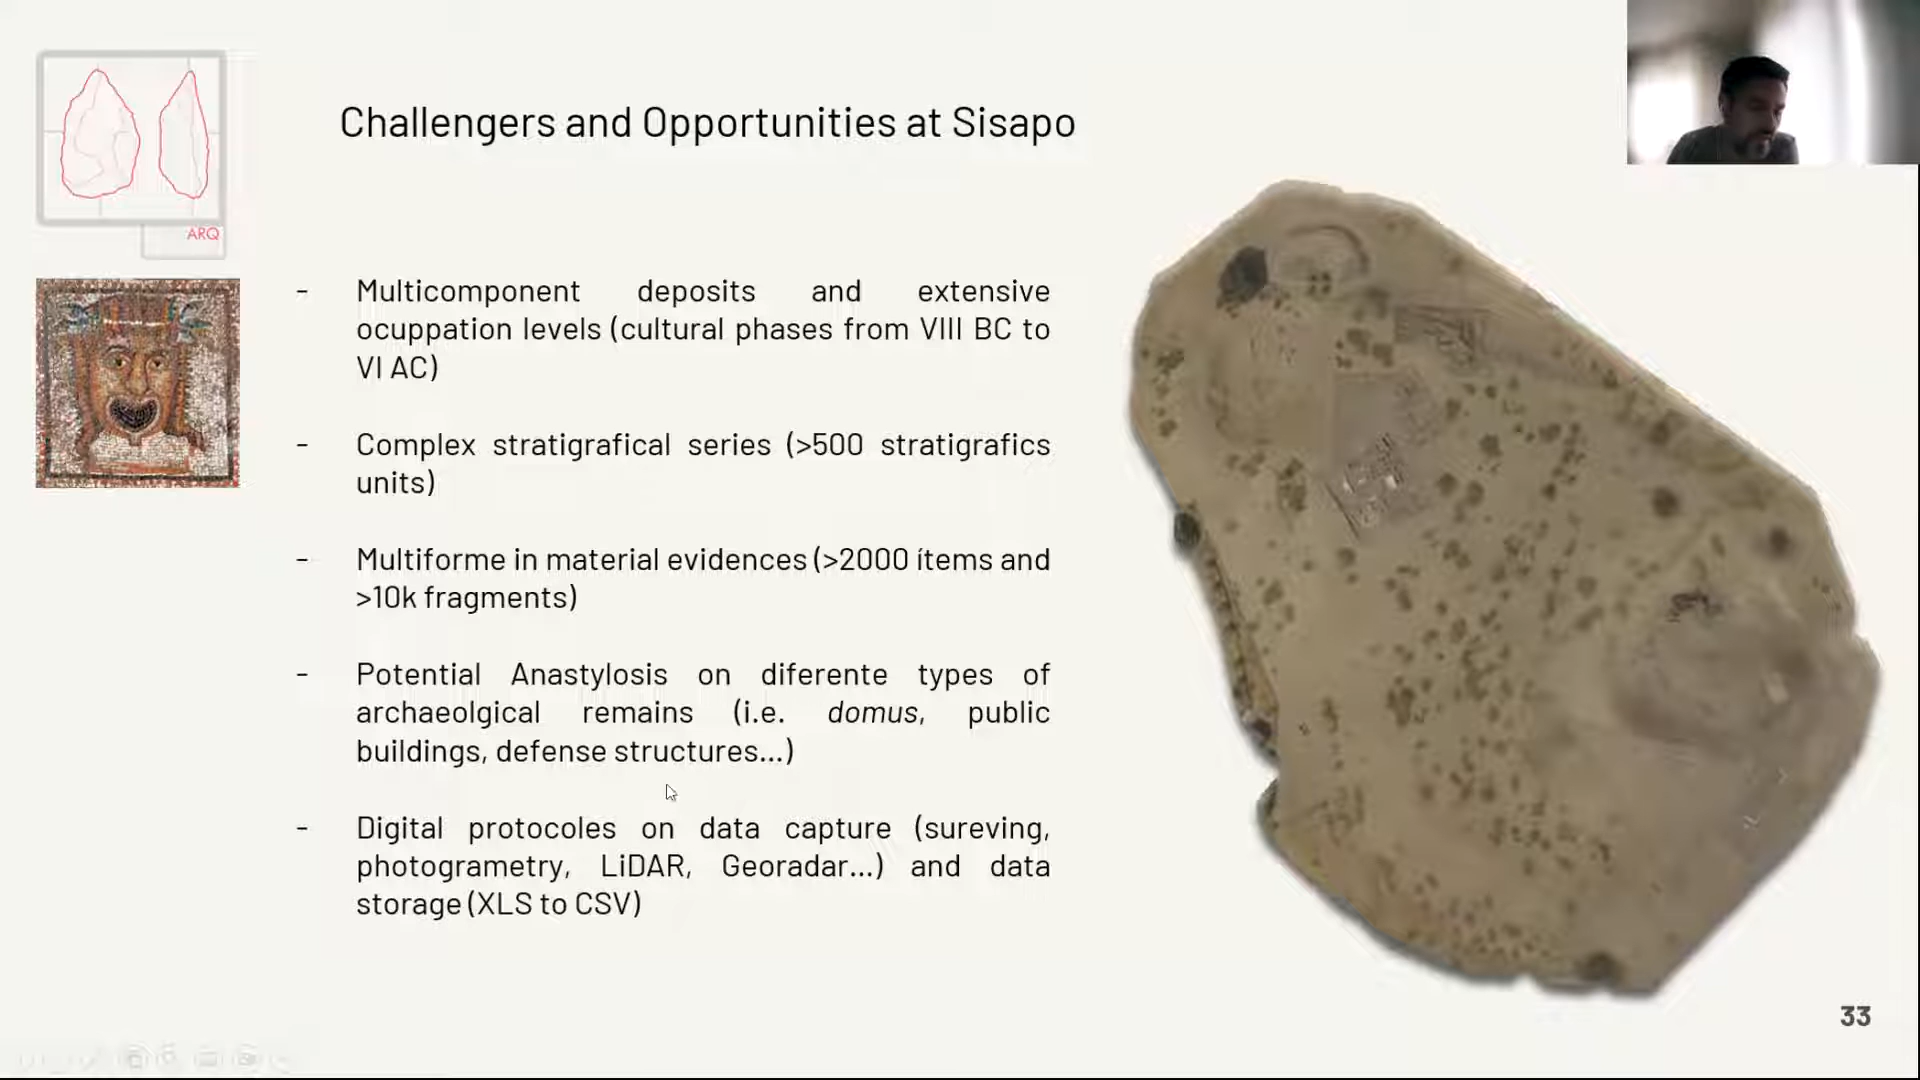 Challengers and Opportunities at Sisapo
ARQ
- Multicomponent deposits and extensive
ocuppation levels (cultural phases from VIII BC to
VI AC)
- Complex stratigrafical series (>500 stratigrafics
units)
- Multiforme in material evidences (>2000 ítems and
>10k fragments)
- Potential Anastylosis on diferente types of
archaeolgical remains (i.e. domus, public
buildings, defense structures...)
- Digital protocoles on data capture (sureving,
photogrametry, LiDAR, Georadar...) and data
storage (XLS to CSV)
33